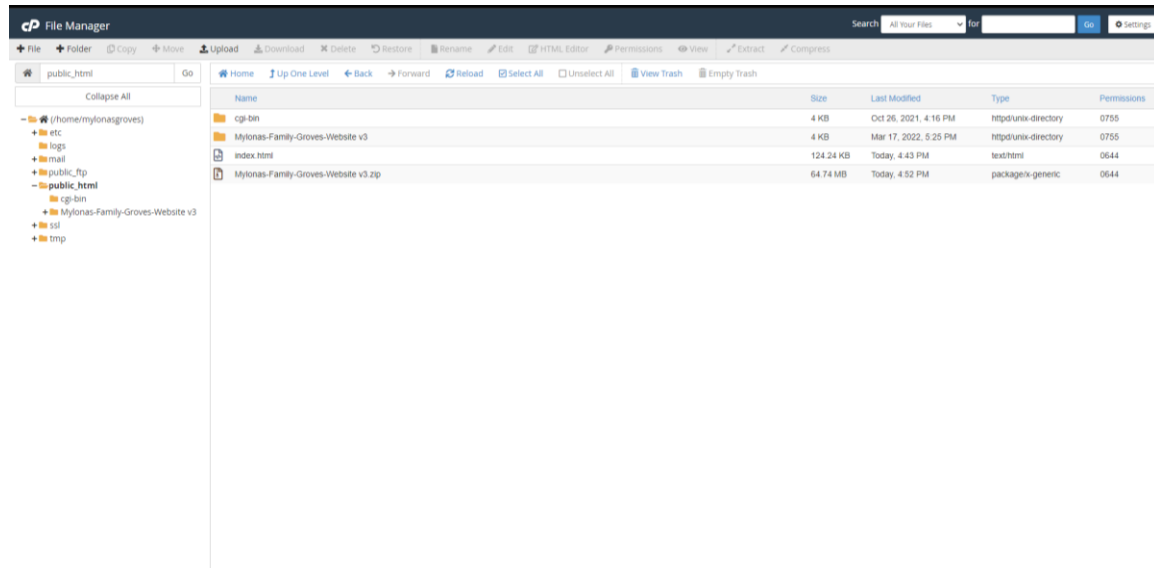 cP File Manager Search All Your Files for Go Settings
+ File + Folder Copy Move Upload Download Delete Restore Rename Edit HTML Editor Permissions View Extract Compress
public_html Go Home Up One Level Back Forward Reload Select All Unselect All View Trash Empty Trash
Collapse All
Name Size Last Modified Type Permissions
(/home/mylonasgroves)
etc
logs
mail
public_ftp
public_html
cgi-bin
Mylonas-Family-Groves-Website v3
ssl
tmp
cgi-bin 4 KB Oct 26, 2021, 4:16 PM httpd/unix-directory 0755
Mylonas-Family-Groves-Website v3 4 KB Mar 17, 2022, 5:25 PM httpd/unix-directory 0755
index.html 124.24 KB Today, 4:43 PM text/html 0644
Mylonas-Family-Groves-Website v3.zip 64.74 MB Today, 4:52 PM package/x-generic 0644